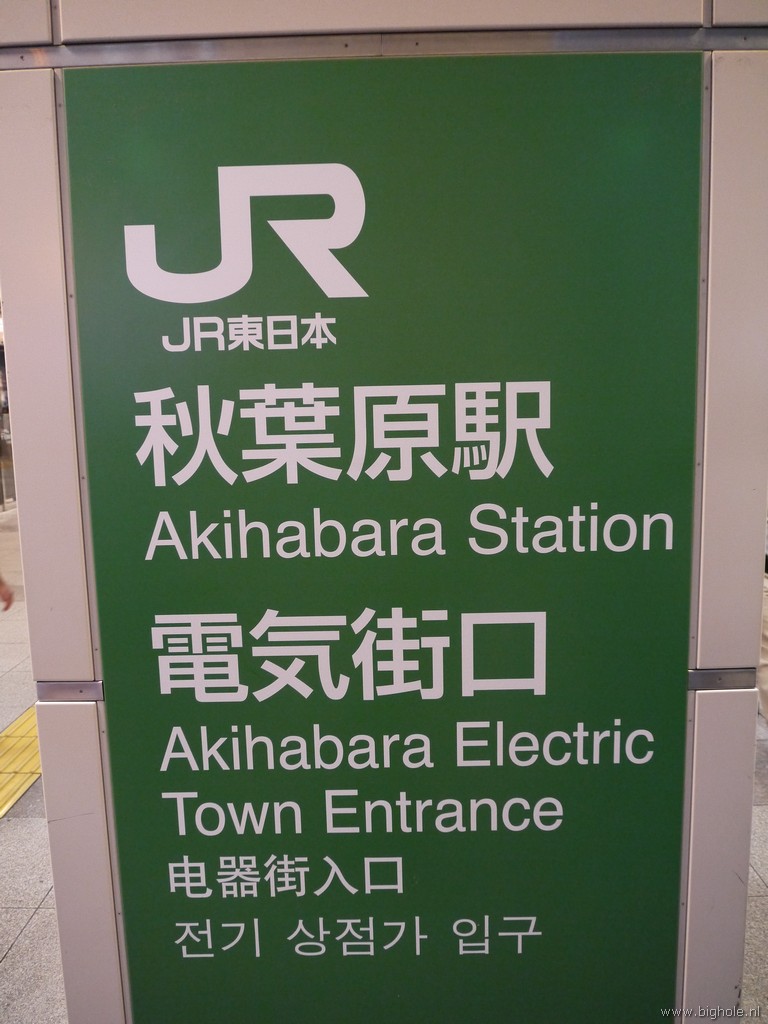 JR
JR東日本
秋葉原駅
Akihabara Station
電気街口
Akihabara Electric
Town Entrance
电器街入口
전기 상점가 입구
www.bighole.nl